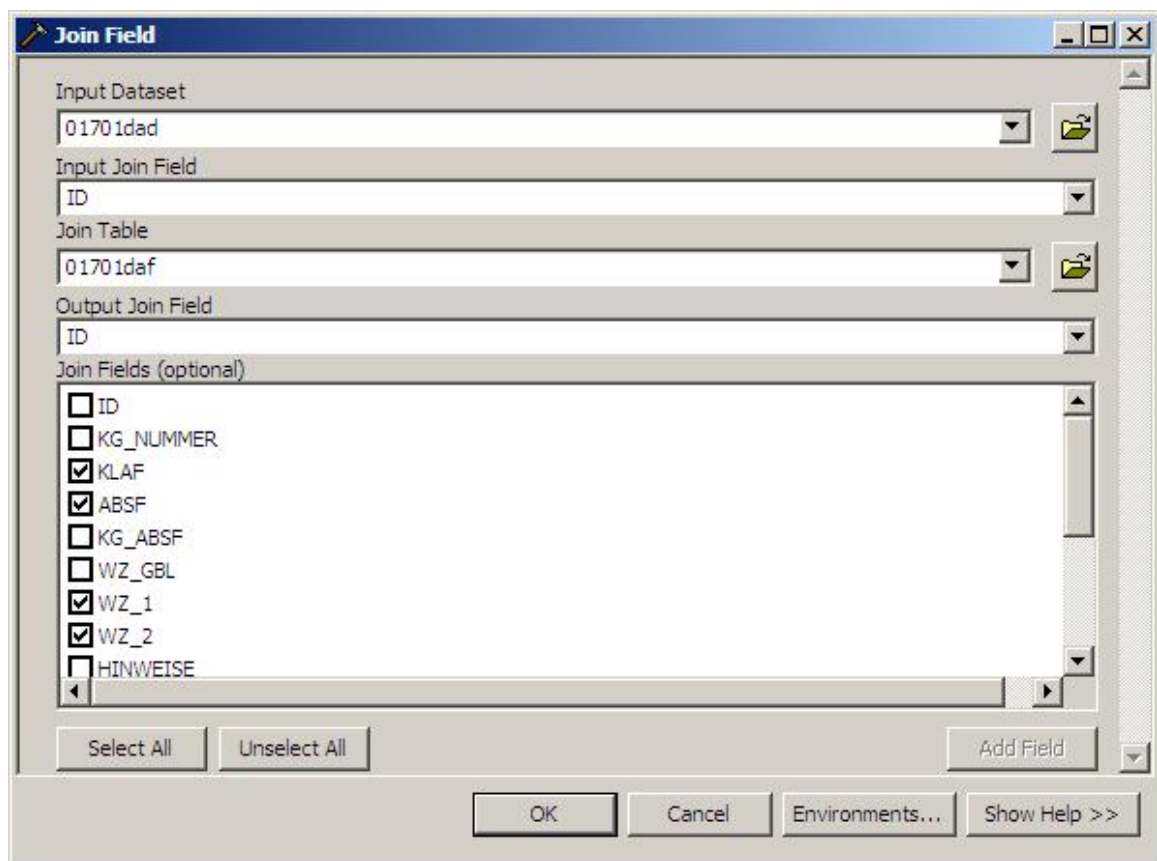 Join Field
Input Dataset
01701dad
Input Join Field
ID
Join Table
01701daf
Output Join Field
ID
Join Fields (optional)
ID
KG_NUMMER
KLAF
ABSF
KG_ABSF
WZ_GBL
WZ_1
WZ_2
HINWEISE
Select All Unselect All Add Field
OK Cancel Environments... Show Help >>